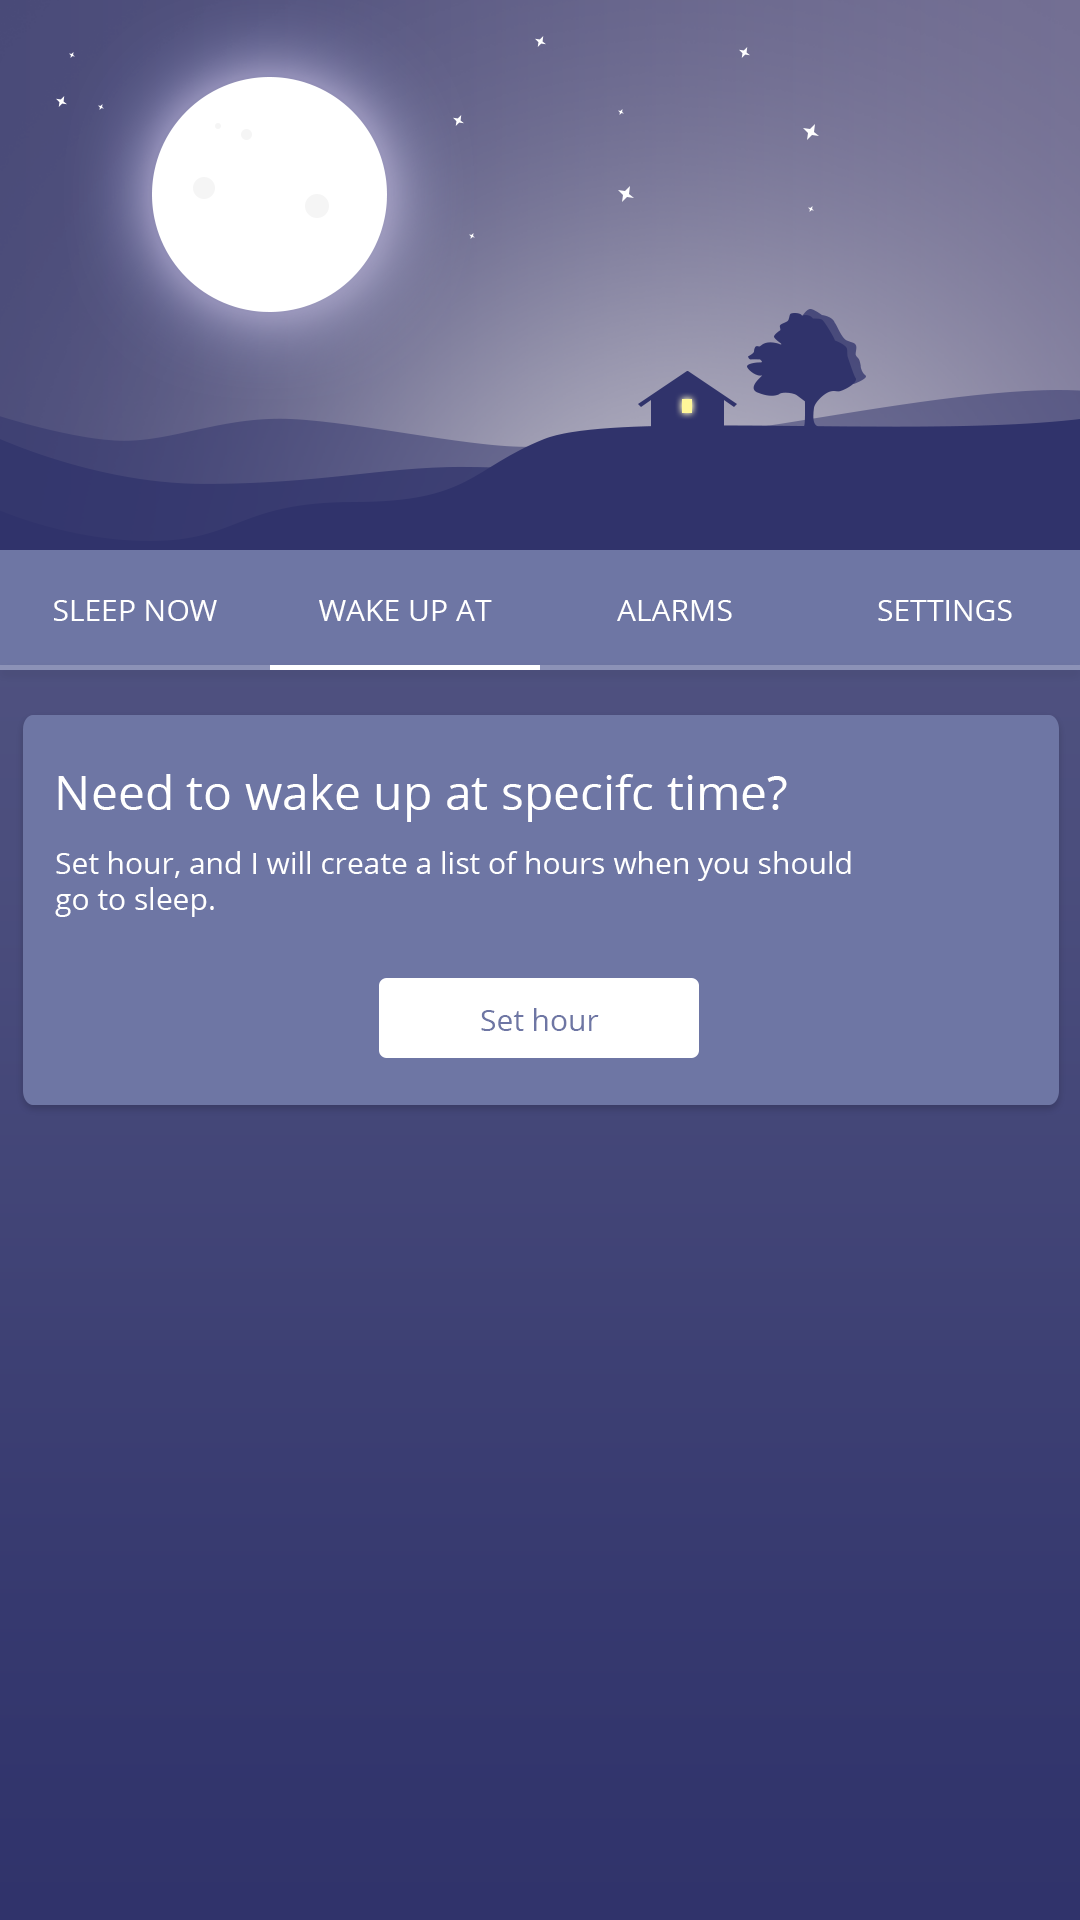 SLEEP NOW
WAKE UP AT
ALARMS
SETTINGS
Need to wake up at specifc time?
Set hour, and I will create a list of hours when you should
go to sleep.
Set hour